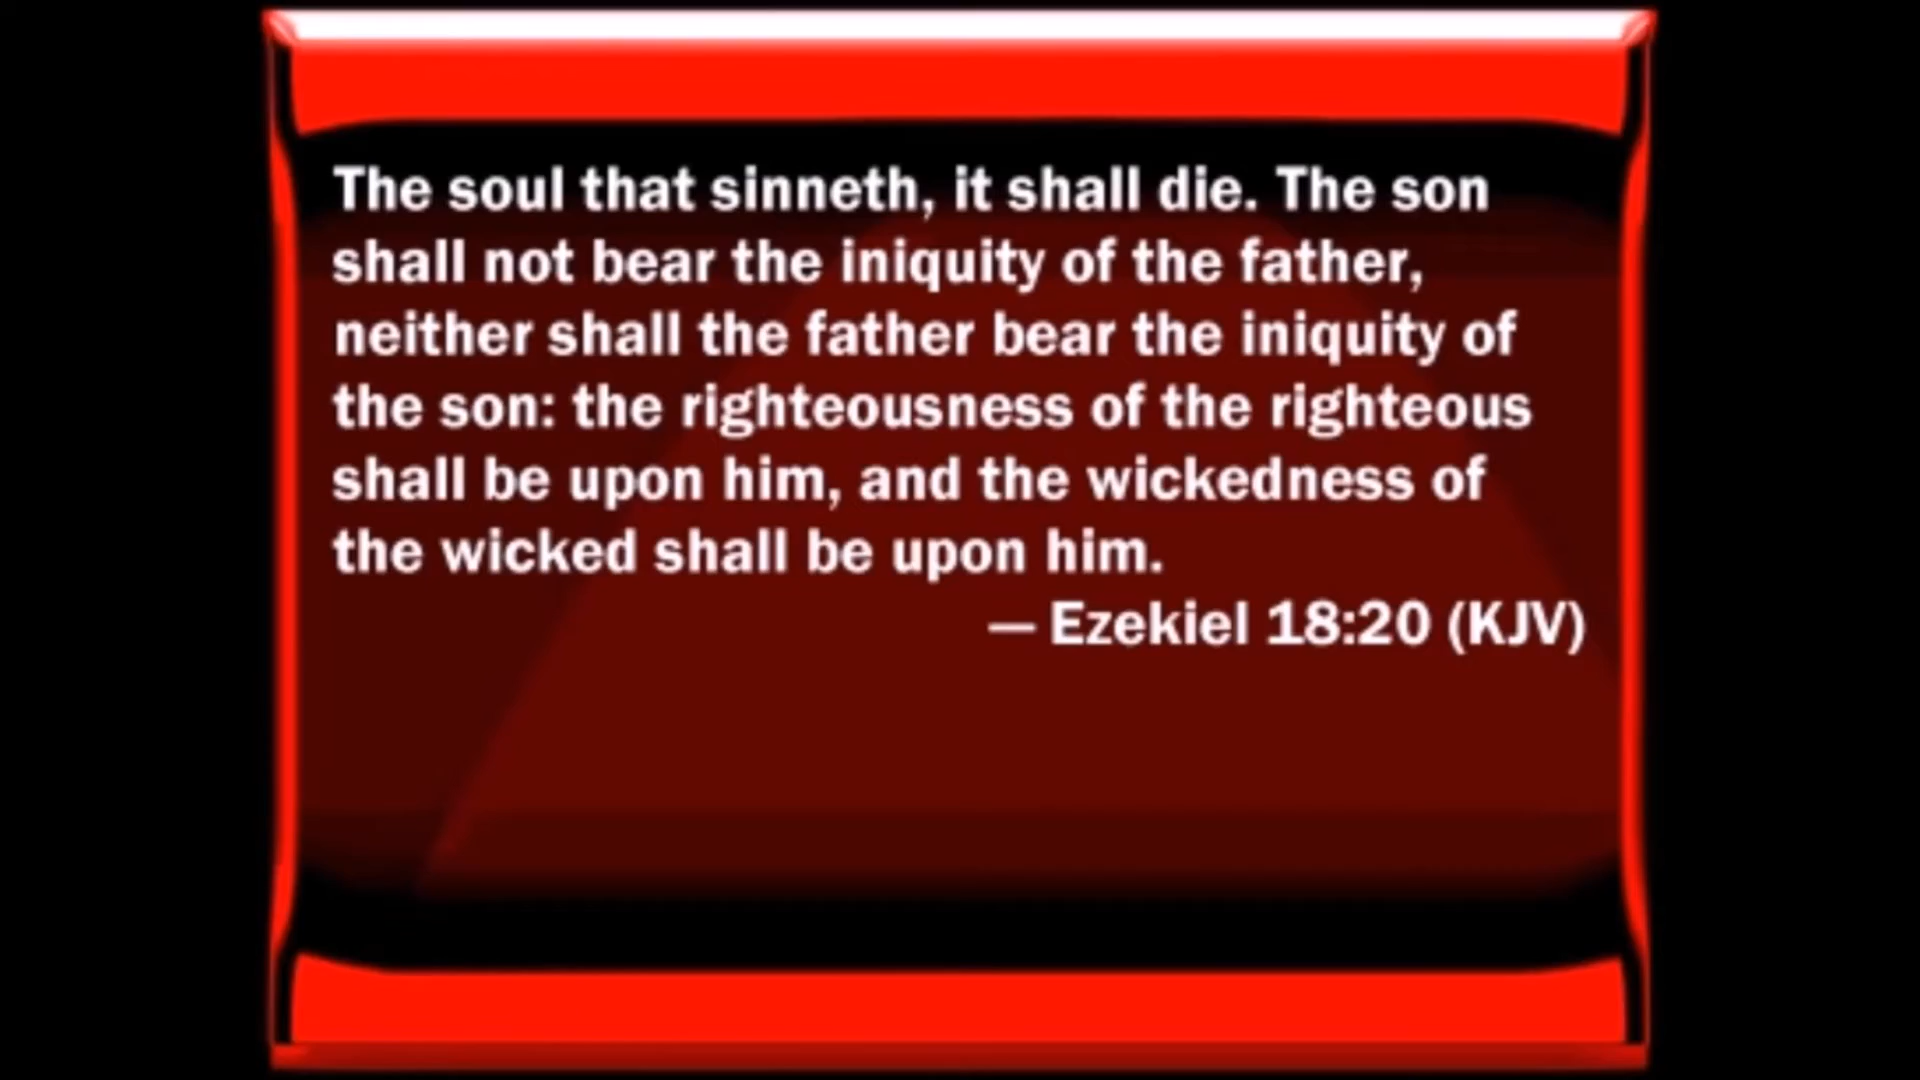 The soul that sinneth, it shall die. The son
shall not bear the iniquity of the father,
neither shall the father bear the iniquity of
the son: the righteousness of the righteous
shall be upon him, and the wickedness of
the wicked shall be upon him.
— Ezekiel 18:20 (KJV)